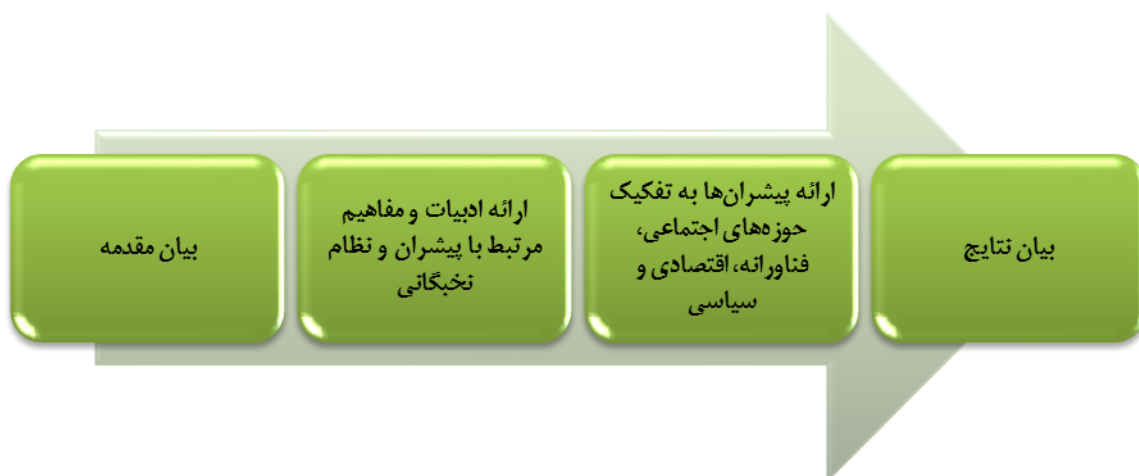 بیان مقدمه
ارائه ادبیات و مفاهیم
مرتبط با پیشران و نظام
نخبگانی
ارائه پیشران‌ها به تفکیک
حوزه‌های اجتماعی،
فناورانه، اقتصادی و
سیاسی
بیان نتایج